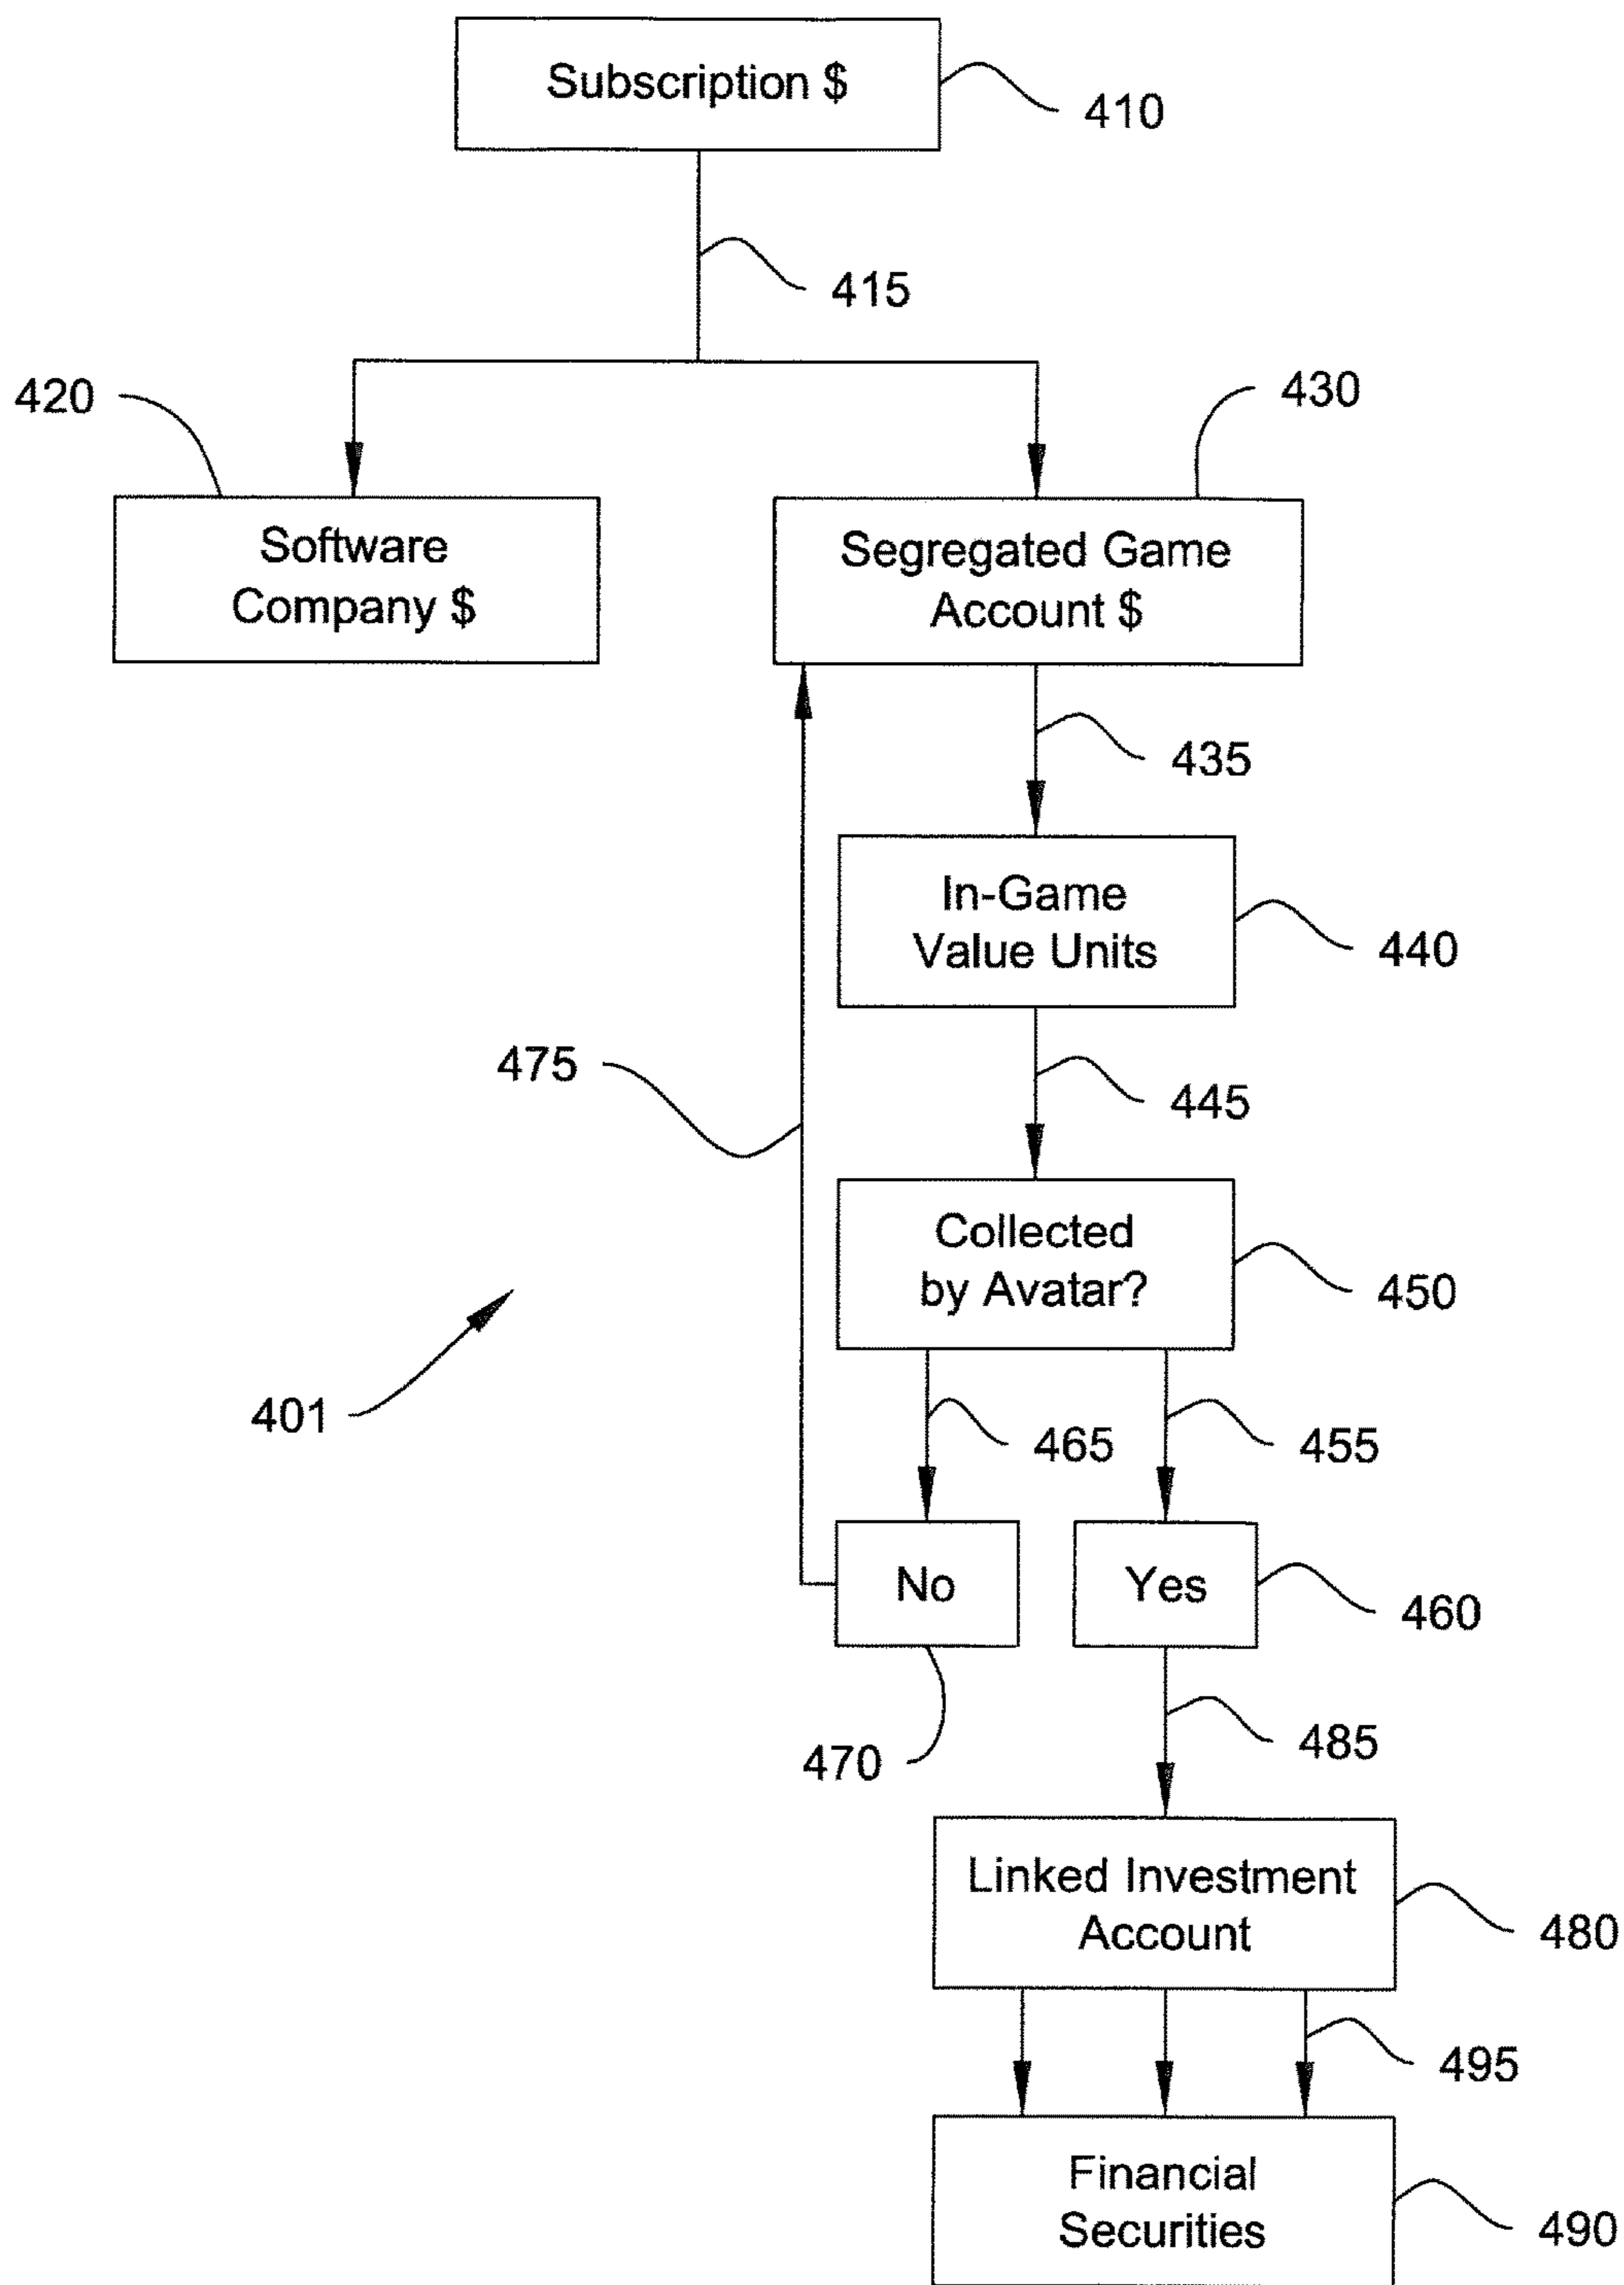 Subscription $
410
415
420
430
Software
Company $
Segregated Game
Account $
435
In-Game
Value Units
440
475
445
Collected
by Avatar?
450
401
465
455
No
Yes
460
470
485
Linked Investment
Account
480
495
Financial
Securities
490